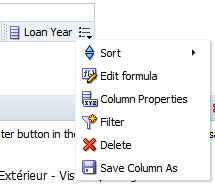 Loan Year
Sort
Edit formula
Column Properties
ter button in the
Filter
Delete
Extérieur - Vis
Save Column As